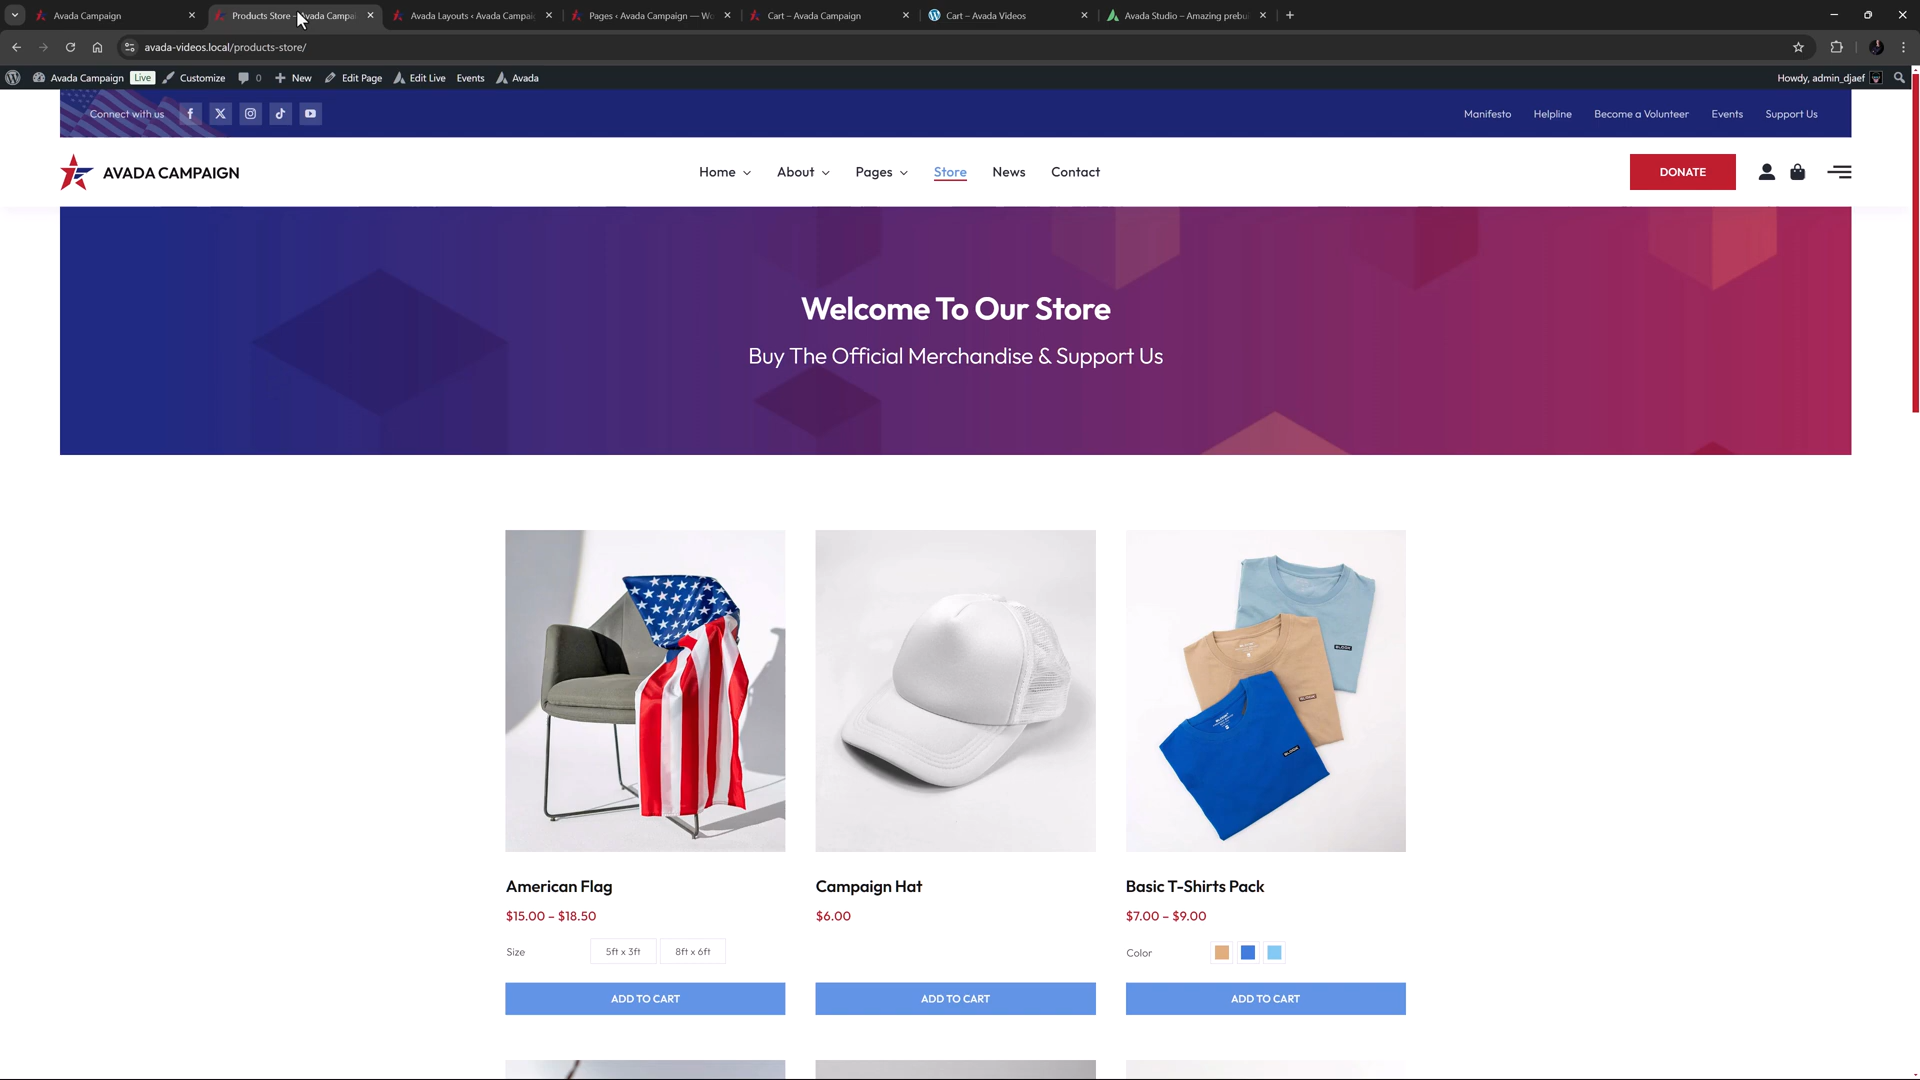 Avada Campaign
Products Store – Avada Campai
Avada Layouts ‹ Avada Campaig
Pages ‹ Avada Campaign — Wo
Cart – Avada Campaign
Cart – Avada Videos
Avada Studio – Amazing prebui
avada-videos.local/products-store/
Avada Campaign Live Customize 0 New Edit Page Edit Live Events Avada
Howdy, admin_djaef
Connect with us
Manifesto Helpline Become a Volunteer Events Support Us
AVADA CAMPAIGN
Home About Pages Store News Contact
DONATE
Welcome To Our Store
Buy The Official Merchandise & Support Us
American Flag
$15.00 – $18.50
Size 5ft x 3ft 8ft x 6ft
ADD TO CART
Campaign Hat
$6.00
ADD TO CART
Basic T-Shirts Pack
$7.00 – $9.00
Color
ADD TO CART